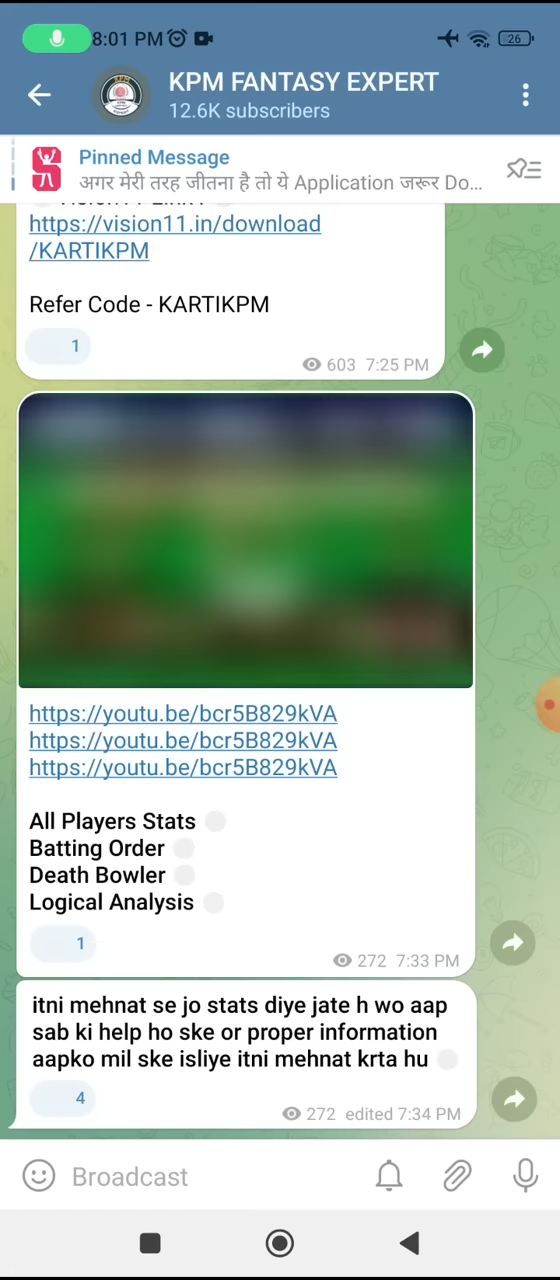 8:01 PM
26
KPM FANTASY EXPERT
12.6K subscribers
Pinned Message
अगर मेरी तरह जीतना है तो ये Application जरूर Do...
https://vision11.in/download
/KARTIKPM
Refer Code - KARTIKPM
1
603 7:25 PM
https://youtu.be/bcr5B829kVA
https://youtu.be/bcr5B829kVA
https://youtu.be/bcr5B829kVA
All Players Stats
Batting Order
Death Bowler
Logical Analysis
1
272 7:33 PM
itni mehnat se jo stats diye jate h wo aap
sab ki help ho ske or proper information
aapko mil ske isliye itni mehnat krta hu
4
272 edited 7:34 PM
Broadcast